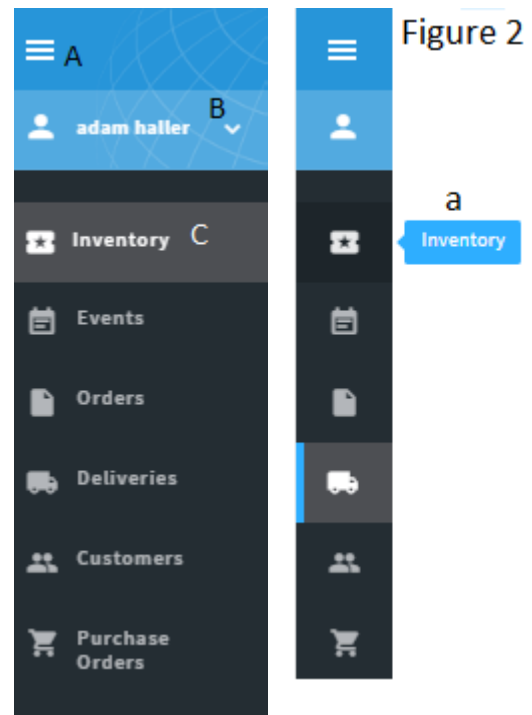 A
B
adam haller
Inventory C
Events
Orders
Deliveries
Customers
Purchase
Orders
Figure 2
a
Inventory